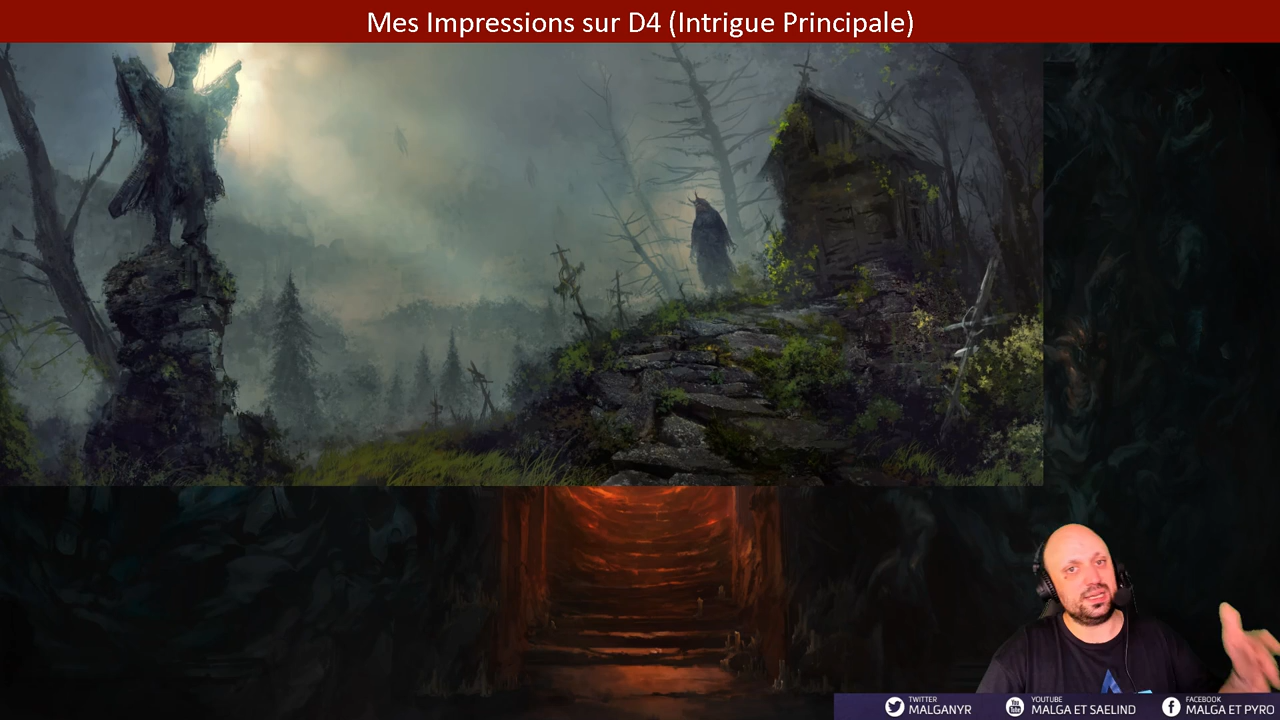 Mes Impressions sur D4 (Intrigue Principale)
TWITTER
MALGANYR
YOUTUBE
MALGA ET SAELIND
FACEBOOK
MALGA ET PYRO